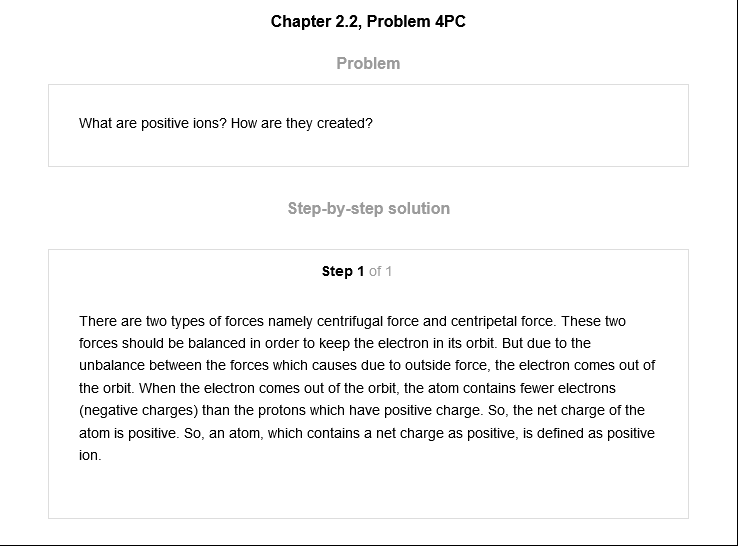 Chapter 2.2, Problem 4PC
Problem
What are positive ions? How are they created?
Step-by-step solution
Step 1 of 1
There are two types of forces namely centrifugal force and centripetal force. These two
forces should be balanced in order to keep the electron in its orbit. But due to the
unbalance between the forces which causes due to outside force, the electron comes out of
the orbit. When the electron comes out of the orbit, the atom contains fewer electrons
(negative charges) than the protons which have positive charge. So, the net charge of the
atom is positive. So, an atom, which contains a net charge as positive, is defined as positive
ion.